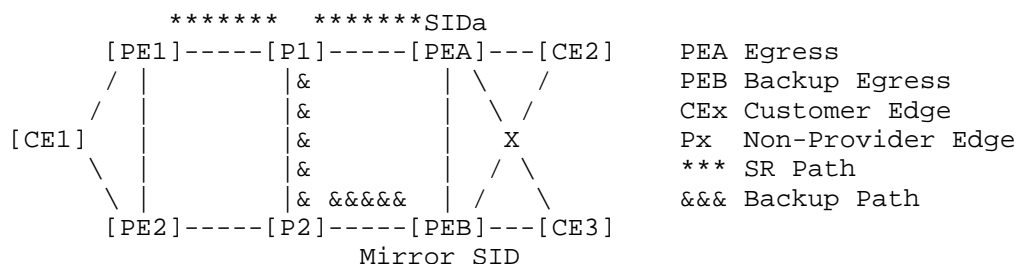 ******* *******SIDa
[PE1]-----[P1]-----[PEA]---[CE2] PEA Egress
/ | |& | \ / PEB Backup Egress
/ | |& | \ / CEx Customer Edge
[CE1] | |& | X Px Non-Provider Edge
\ | |& | / \ *** SR Path
\ | |& &&&&& | / \ &&& Backup Path
[PE2]-----[P2]-----[PEB]---[CE3]
Mirror SID